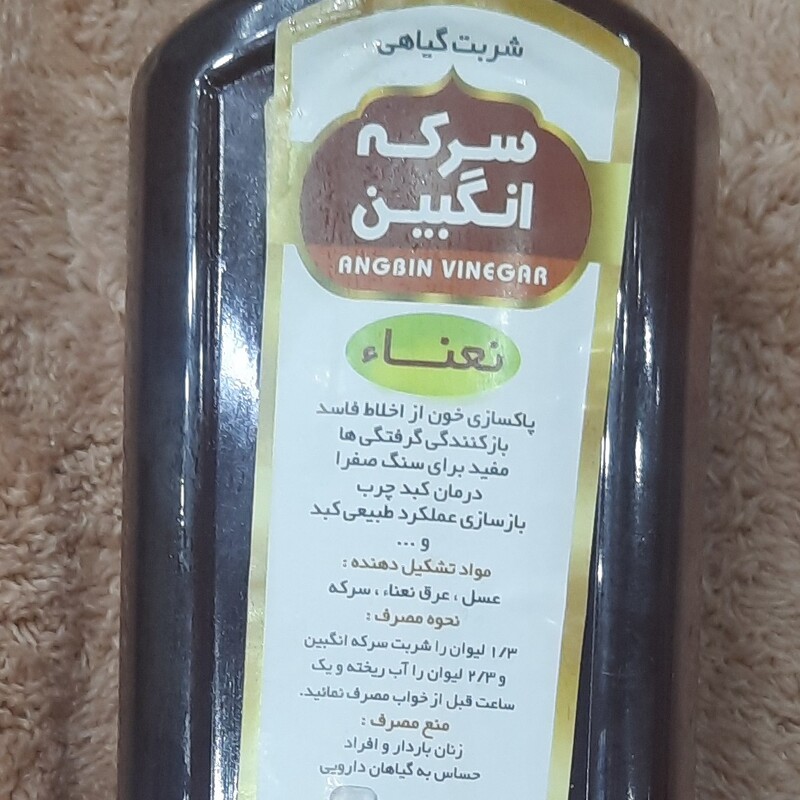 شربت گیاهی
سرکه
انگبین
ANGBIN VINEGAR
نعناء
پاکسازی خون از اخلاط فاسد
بازکنندگی گرفتگی ها
مفید برای سنگ صفرا
درمان کبد چرب
بازسازی عملکرد طبیعی کبد
و ...
مواد تشکیل دهنده :
عسل ، عرق نعناء ، سرکه
نحوه مصرف :
۱/۳ لیوان را شربت سرکه انگبین
و ۲/۳ لیوان را آب ریخته و یک
ساعت قبل از خواب مصرف نمائید.
منع مصرف :
زنان باردار و افراد
حساس به گیاهان دارویی